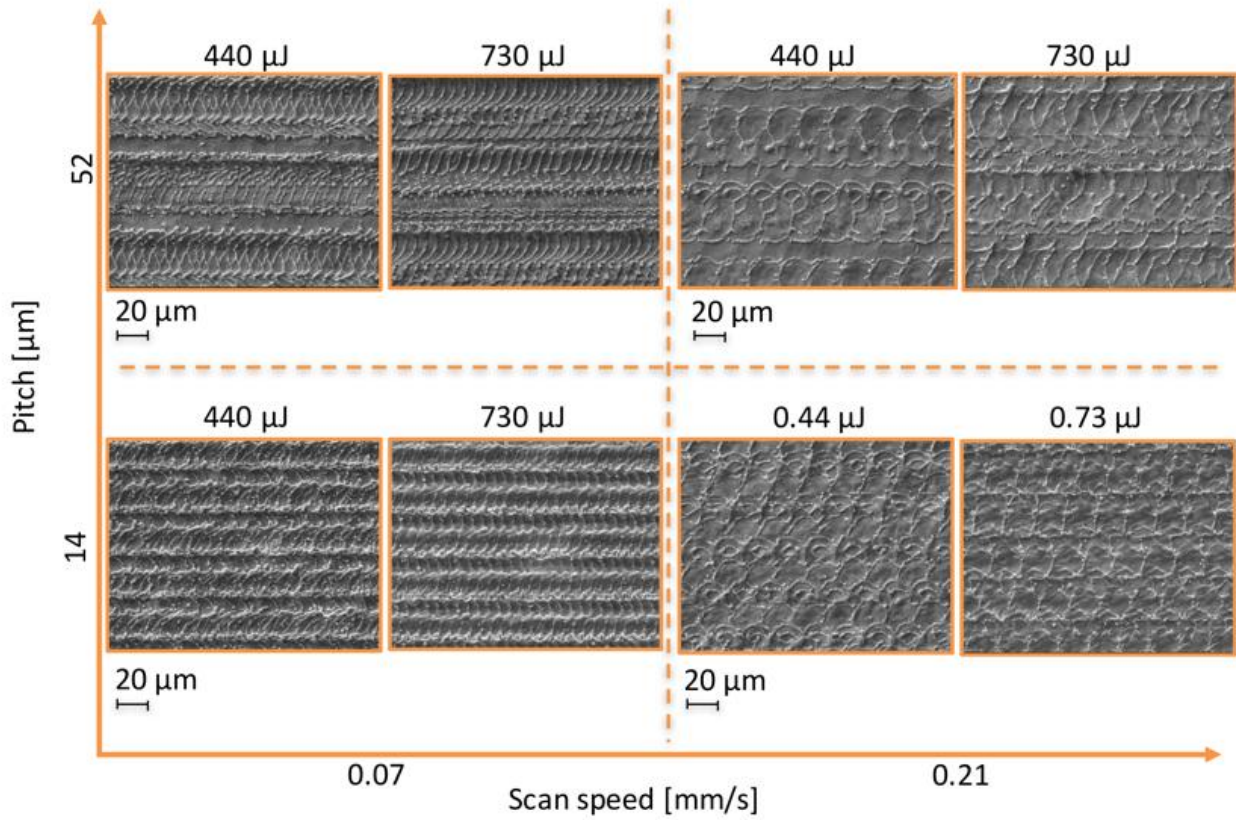 440 µJ 730 µJ 440 µJ 730 µJ
52
20 µm 20 µm
Pitch [µm]
440 µJ 730 µJ 0.44 µJ 0.73 µJ
14
20 µm 20 µm
0.07 0.21
Scan speed [mm/s]